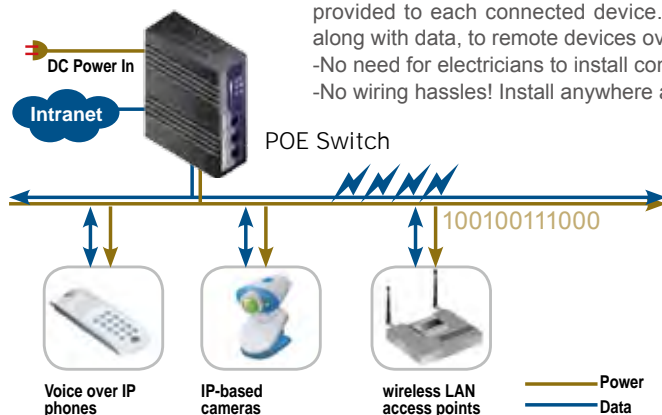 provided to each connected device.
along with data, to remote devices
-No need for electricians to install
-No wiring hassles! Install anywhere
DC Power In
Intranet
POE Switch
100100111000
Voice over IP
phones
IP-based
cameras
wireless LAN
access points
Power
Data